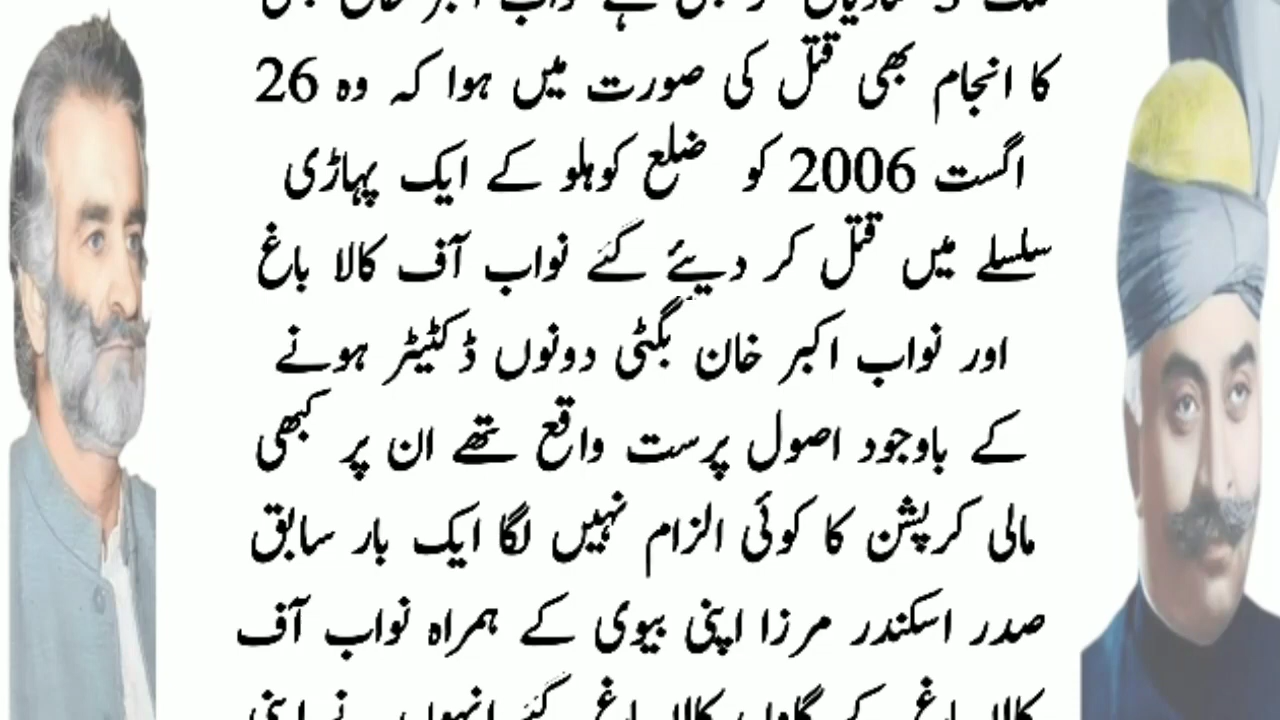 کا انجام بھی قتل کی صورت میں ہوا کہ وہ 26
اگست 2006 کو ضلع کوہلو کے ایک پہاڑی
سلسلے میں قتل کر دیئے گئے نواب آف کالا باغ
اور نواب اکبر خان بگٹی دونوں ڈکٹیٹر ہونے
کے باوجود اصول پرست واقع تھے ان پر کبھی
مالی کرپشن کا کوئی الزام نہیں لگا ایک بار سابق
صدر اسکندر مرزا اپنی بیوی کے ہمراہ نواب آف